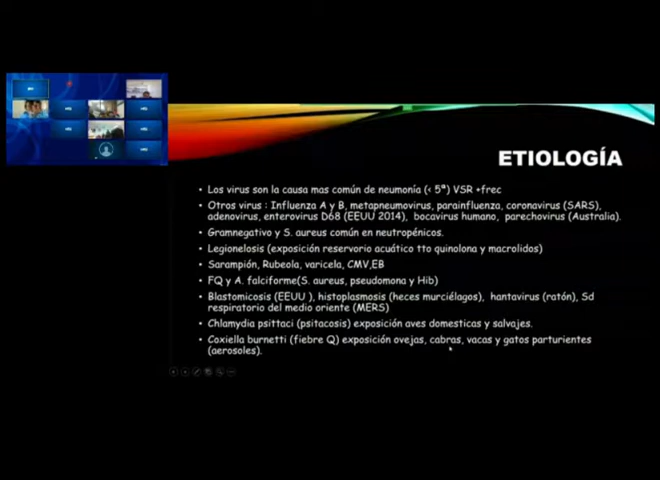 ETIOLOGÍA
• Los virus son la causa mas común de neumonía (< 5ª) VSR +frec
• Otros virus : Influenza A y B, metapneumovirus, parainfluenza, coronavirus (SARS),
adenovirus, enterovirus D68 (EEUU 2014), bocavirus humano, parechovirus (Australia).
• Gramnegativo y S. aureus común en neutropénicos.
• Legionelosis (exposición reservorio acuático tto quinolona y macrolidos)
• Sarampión, Rubeola, varicela, CMV,EB
• FQ y A. falciforme(S. aureus, pseudomona y Hib)
• Blastomicosis (EEUU ), histoplasmosis (heces murciélagos), hantavirus (ratón), Sd
respiratorio del medio oriente (MERS)
• Chlamydia psittaci (psitacosis) exposición aves domesticas y salvajes.
• Coxiella burnetti (fiebre Q) exposición ovejas, cabras, vacas y gatos parturientes
(aerosoles).